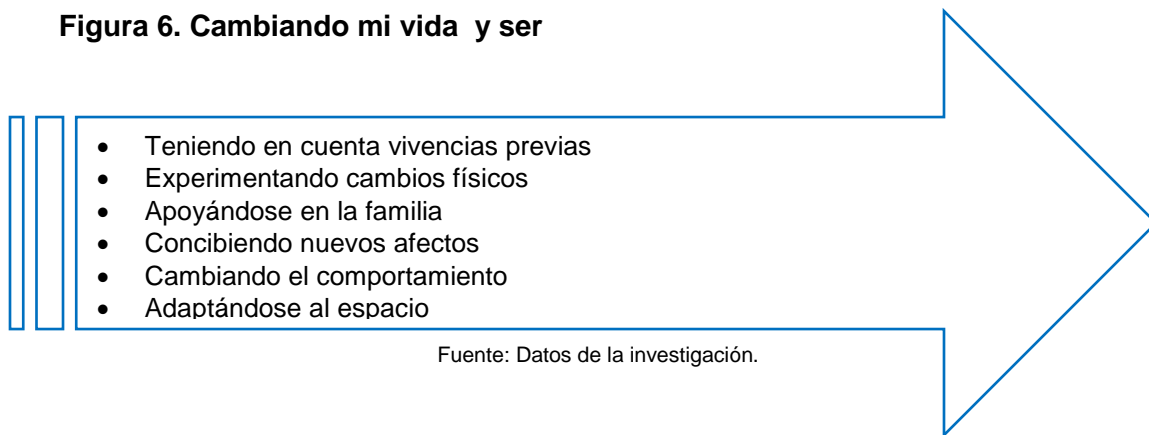 Figura 6. Cambiando mi vida y ser
• Teniendo en cuenta vivencias previas
• Experimentando cambios físicos
• Apoyándose en la familia
• Concibiendo nuevos afectos
• Cambiando el comportamiento
• Adaptándose al espacio
Fuente: Datos de la investigación.